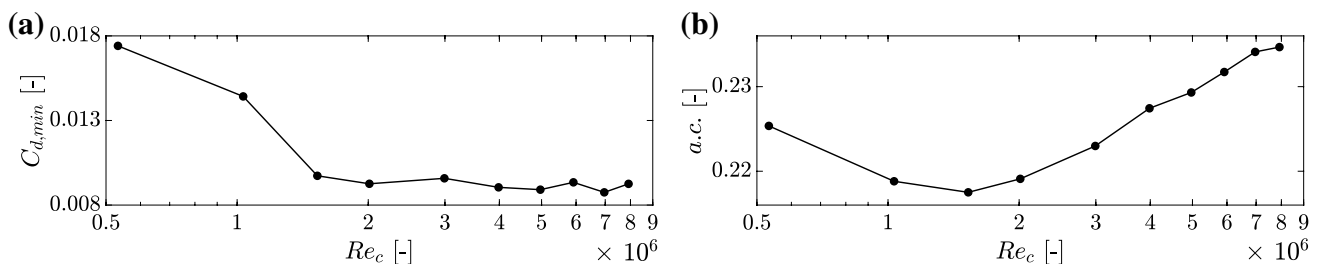 (a)
0.018
0.013
0.008
C_{d,min} [-]
0.5 1 2 3 4 5 6 7 8 9
Re_c [-]
× 10^6
(b)
0.23
0.22
a.c. [-]
0.5 1 2 3 4 5 6 7 8 9
Re_c [-]
× 10^6